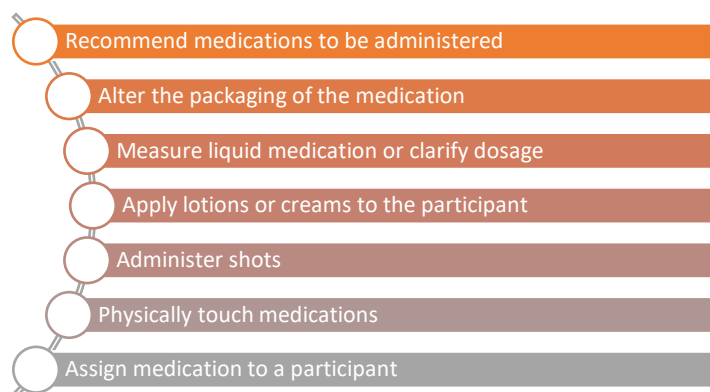 Recommend medications to be administered
Alter the packaging of the medication
Measure liquid medication or clarify dosage
Apply lotions or creams to the participant
Administer shots
Physically touch medications
Assign medication to a participant